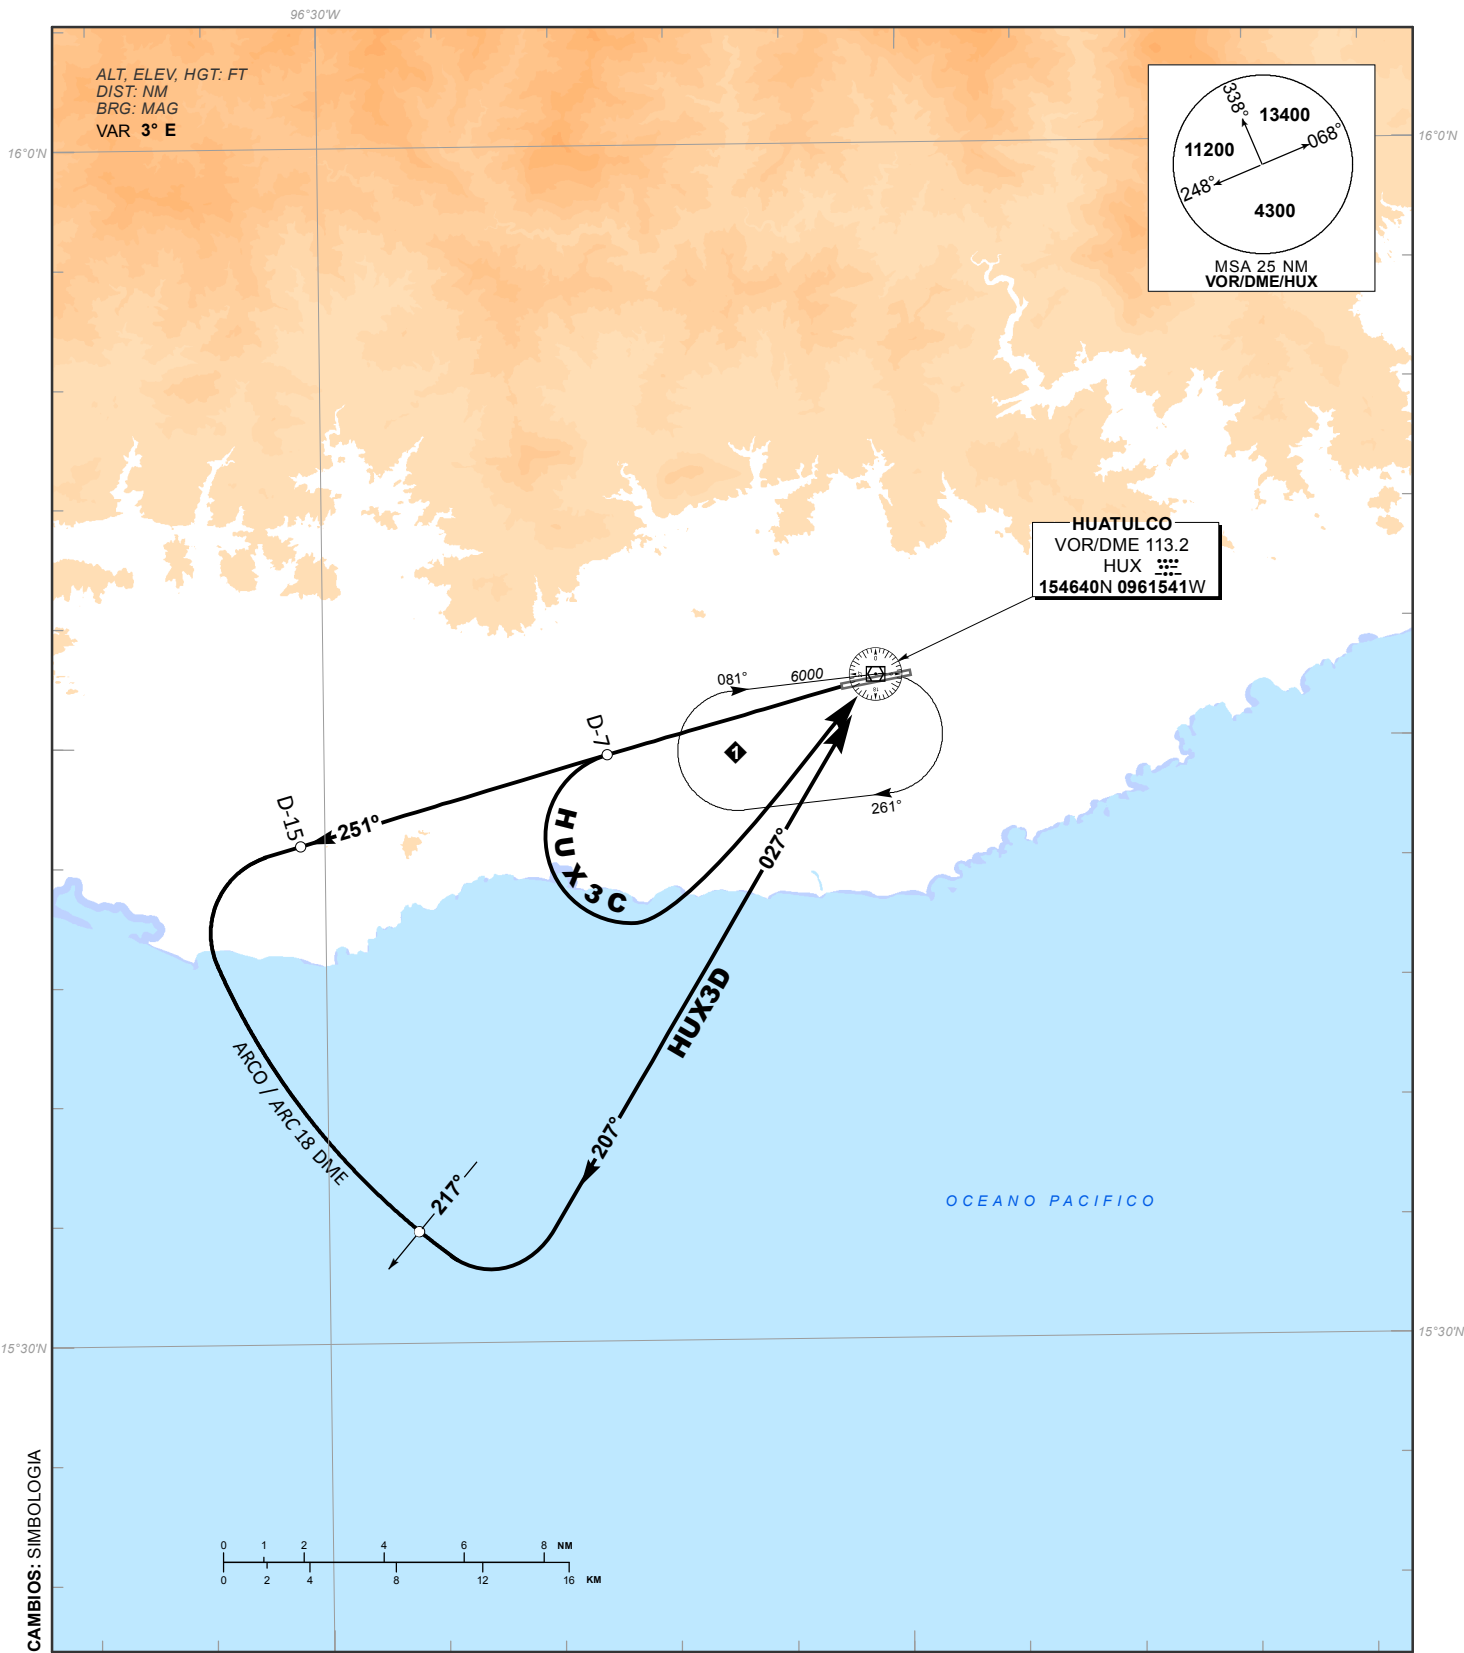 96°30'W
ALT, ELEV, HGT: FT
DIST: NM
BRG: MAG
VAR 3° E
16°0'N
16°0'N
338°
13400
068°
11200
248°
4300
MSA 25 NM
VOR/DME/HUX
HUATULCO
VOR/DME 113.2
HUX
154640N 0961541W
081°
6000
0
18
D-7
1
261°
D-15
251°
HUX3C
027°
HUX3D
ARCO / ARC 18 DME
207°
217°
OCEANO PACIFICO
15°30'N
15°30'N
0 1 2 4 6 8 NM
0 2 4 8 12 16 KM
CAMBIOS: SIMBOLOGIA